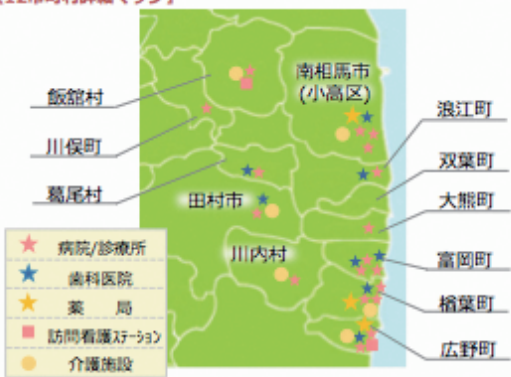 南相馬市
(小高区)
飯舘村
浪江町
川俣町
双葉町
葛尾村
田村市
大熊町
川内村
富岡町
楢葉町
広野町
病院/診療所
歯科医院
薬 局
訪問看護ステーション
介護施設